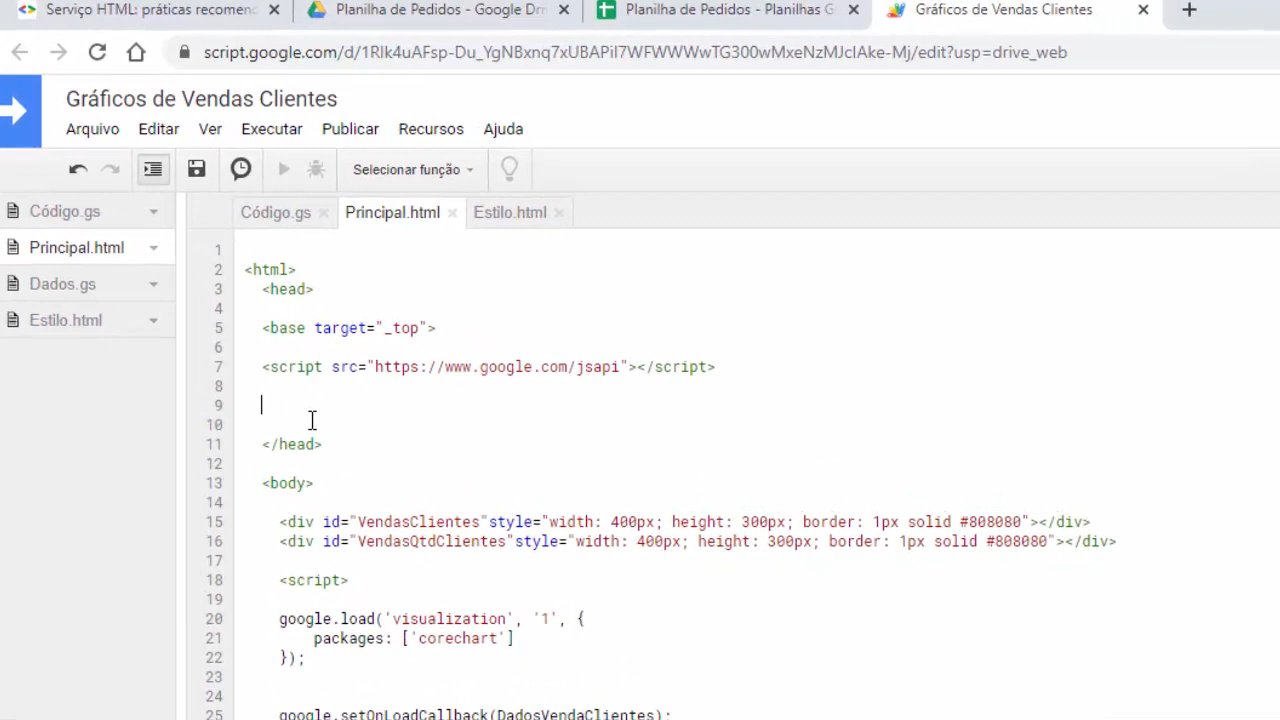 Serviço HTML: práticas recomend
Planilha de Pedidos - Google Dri
Planilha de Pedidos - Planilhas G
Gráficos de Vendas Clientes
script.google.com/d/1RIk4uAFsp-Du_YgNBxnq7xUBAPiI7WFWWWwTG300wMxeNzMJclAke-Mj/edit?usp=drive_web
Gráficos de Vendas Clientes
Arquivo Editar Ver Executar Publicar Recursos Ajuda
Selecionar função
Código.gs
Principal.html
Dados.gs
Estilo.html
Código.gs Principal.html Estilo.html
1
2 <html>
3 <head>
4
5 <base target="_top">
6
7 <script src="https://www.google.com/jsapi"></script>
8
9
10
11 </head>
12
13 <body>
14
15 <div id="VendasClientes"style="width: 400px; height: 300px; border: 1px solid #808080"></div>
16 <div id="VendasQtdClientes"style="width: 400px; height: 300px; border: 1px solid #808080"></div>
17
18 <script>
19
20 google.load('visualization', '1', {
21 packages: ['corechart']
22 });
23
24
25 google.setOnLoadCallback(DadosVendaClientes);